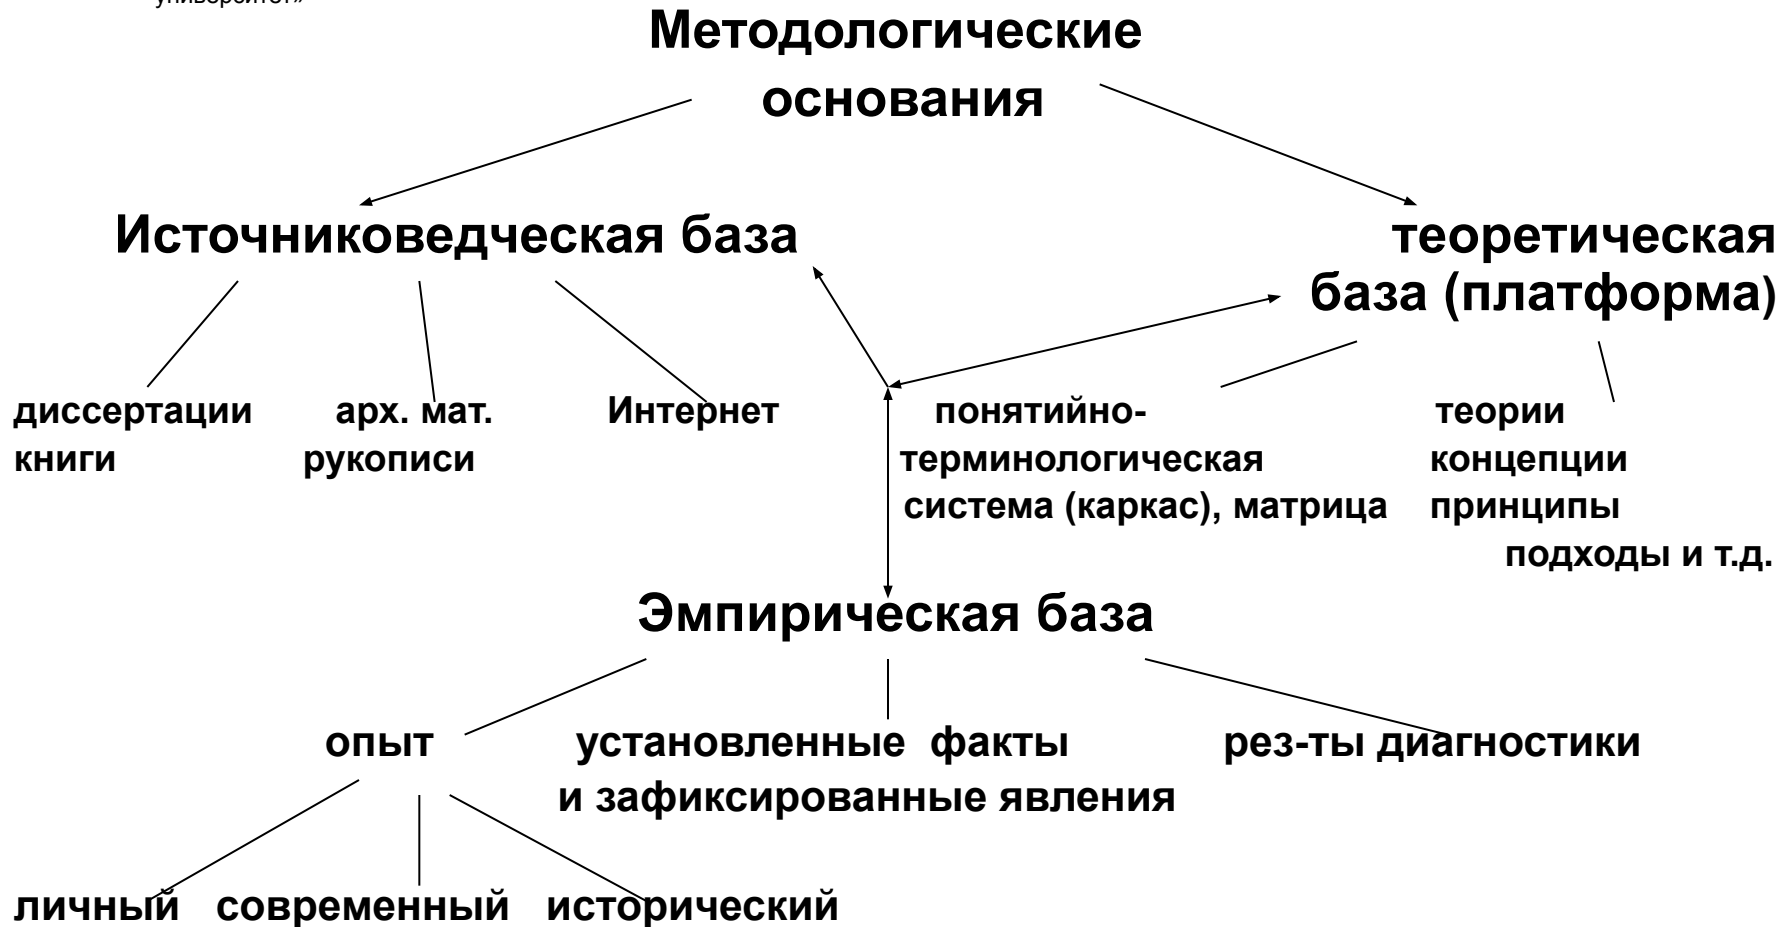 университет»
Методологические
основания
Источниковедческая база
теоретическая
база (платформа)
диссертации арх. мат. Интернет понятийно- теории
книги рукописи терминологическая концепции
система (каркас), матрица принципы
подходы и т.д.
Эмпирическая база
опыт установленные факты рез-ты диагностики
и зафиксированные явления
личный современный исторический